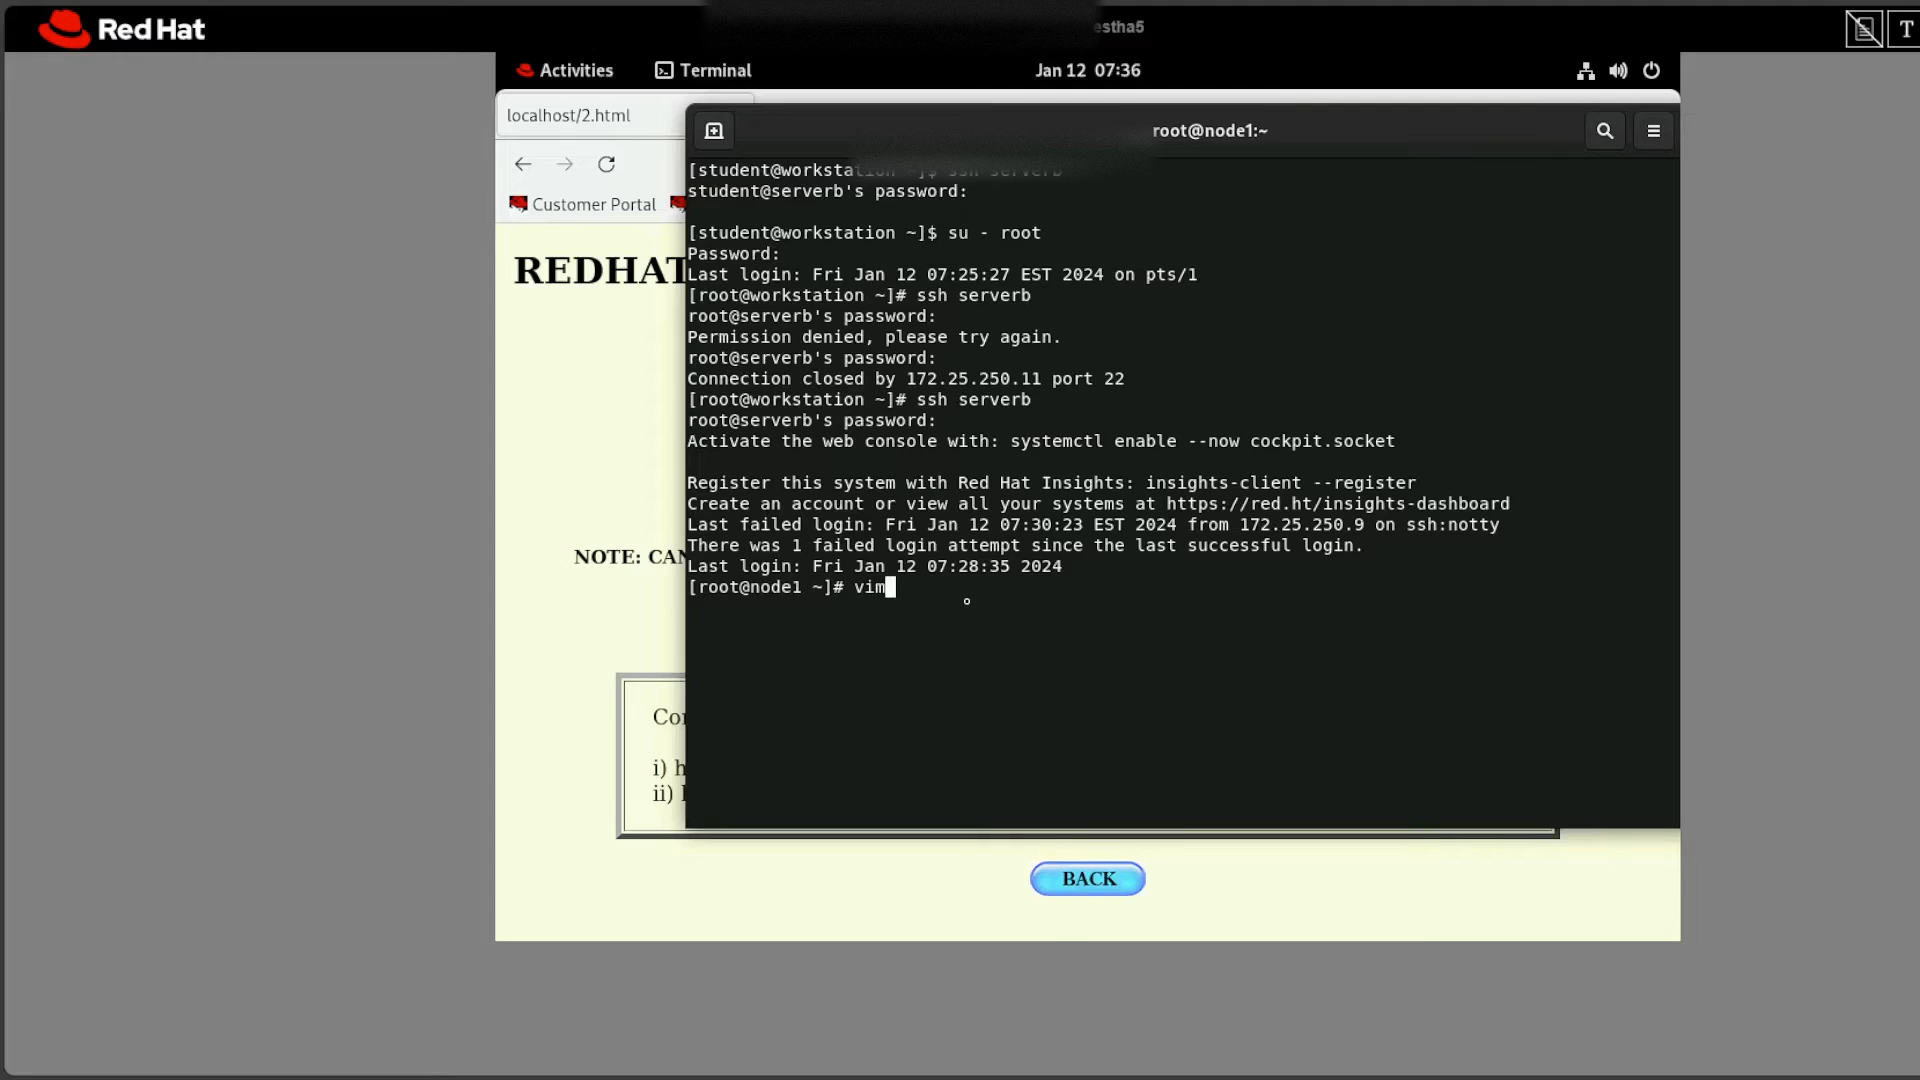 Red Hat
estha5
T
Activities
Terminal
Jan 12 07:36
localhost/2.html
root@node1:~
Customer Portal
REDHAT
NOTE: CAN
i)
ii)
BACK
[student@workstation ~]$ ssh serverb
student@serverb's password:
[student@workstation ~]$ su - root
Password:
Last login: Fri Jan 12 07:25:27 EST 2024 on pts/1
[root@workstation ~]# ssh serverb
root@serverb's password:
Permission denied, please try again.
root@serverb's password:
Connection closed by 172.25.250.11 port 22
[root@workstation ~]# ssh serverb
root@serverb's password:
Activate the web console with: systemctl enable --now cockpit.socket
Register this system with Red Hat Insights: insights-client --register
Create an account or view all your systems at https://red.ht/insights-dashboard
Last failed login: Fri Jan 12 07:30:23 EST 2024 from 172.25.250.9 on ssh:notty
There was 1 failed login attempt since the last successful login.
Last login: Fri Jan 12 07:28:35 2024
[root@node1 ~]# vim